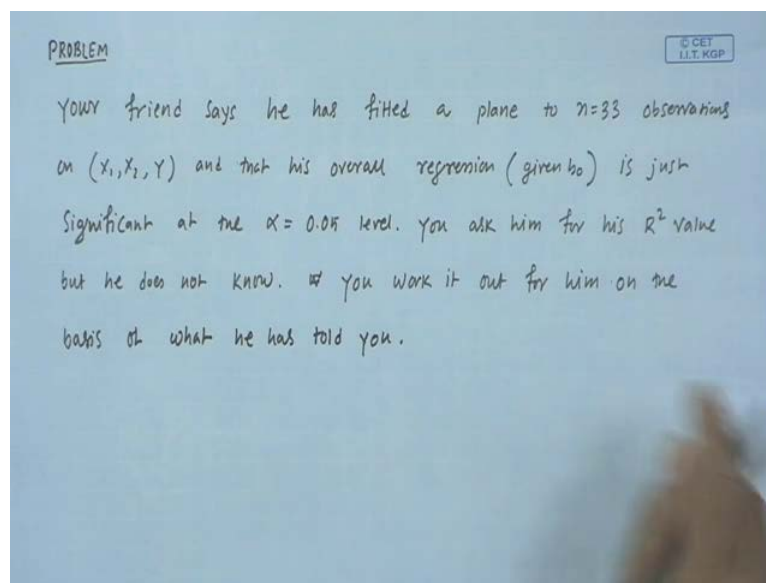 PROBLEM
© CET
I.I.T. KGP
Your friend says he has fitted a plane to n=33 observations
on (X₁, X₂, Y) and that his overall regression (given b₀) is just
significant at the α = 0.05 level. You ask him for his R² value
but he does not know. You work it out for him on the
basis of what he has told you.